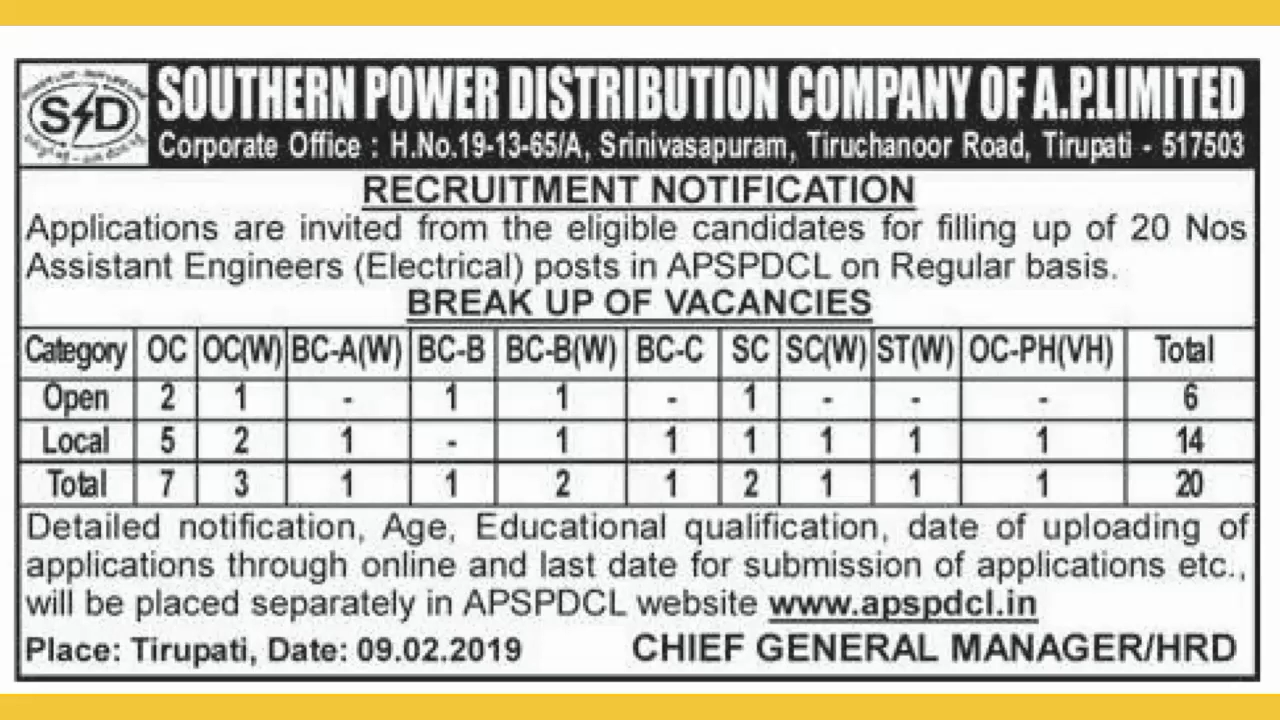 SD
SOUTHERN POWER DISTRIBUTION COMPANY OF A.P.LIMITED
Corporate Office : H.No.19-13-65/A, Srinivasapuram, Tiruchanoor Road, Tirupati - 517503
RECRUITMENT NOTIFICATION
Applications are invited from the eligible candidates for filling up of 20 Nos
Assistant Engineers (Electrical) posts in APSPDCL on Regular basis.
BREAK UP OF VACANCIES
Category OC OC(W) BC-A(W) BC-B BC-B(W) BC-C SC SC(W) ST(W) OC-PH(VH) Total
Open 2 1 - 1 1 - 1 - - - 6
Local 5 2 1 - 1 1 1 1 1 1 14
Total 7 3 1 1 2 1 2 1 1 1 20
Detailed notification, Age, Educational qualification, date of uploading of
applications through online and last date for submission of applications etc.,
will be placed separately in APSPDCL website www.apspdcl.in
Place: Tirupati, Date: 09.02.2019 CHIEF GENERAL MANAGER/HRD